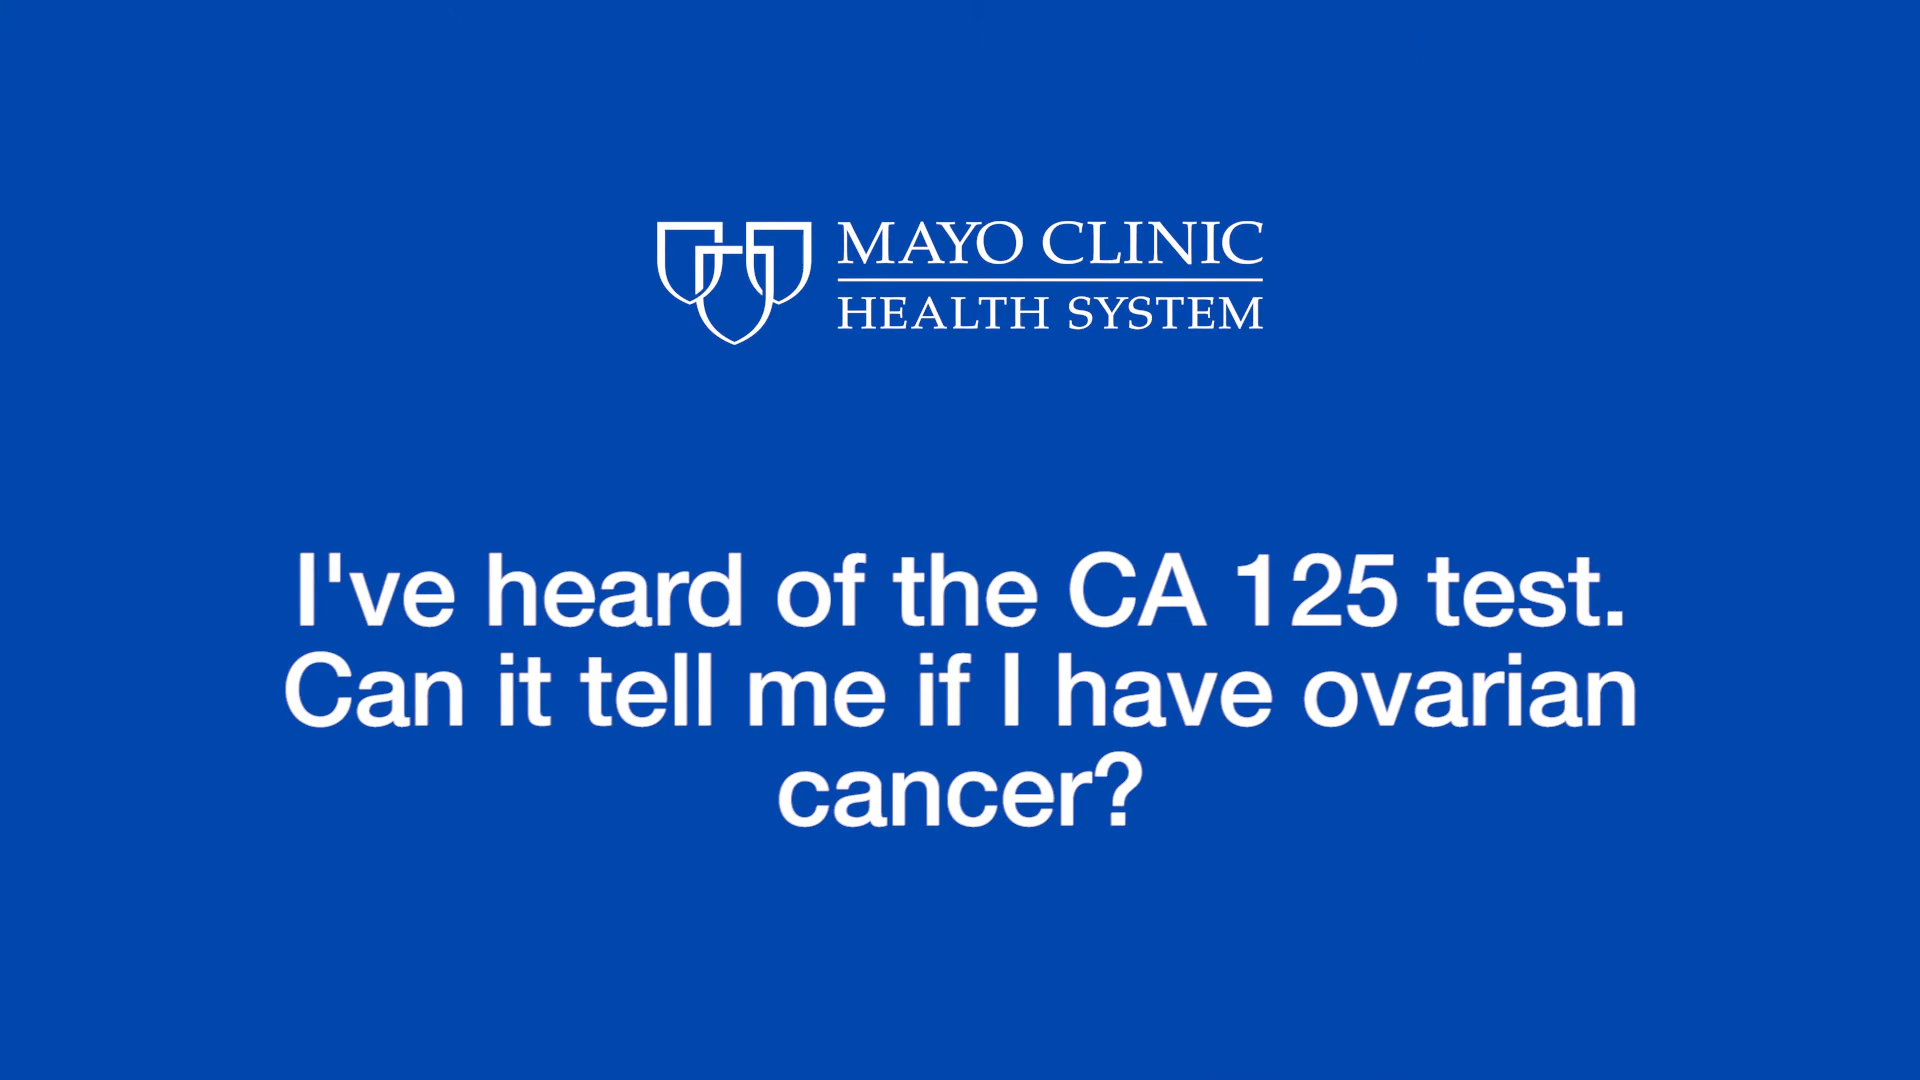 MAYO CLINIC
HEALTH SYSTEM
I've heard of the CA 125 test.
Can it tell me if I have ovarian
cancer?